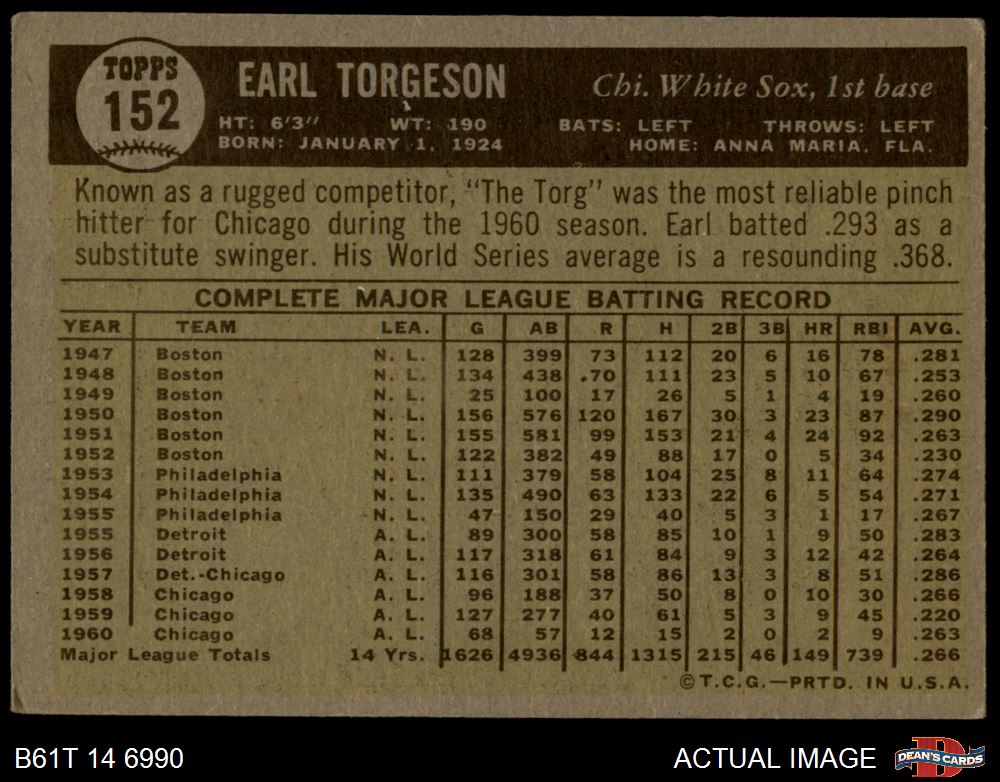 TOPPS
152
EARL TORGESON
Chi. White Sox, 1st base
HT: 6'3" WT: 190 BATS: LEFT THROWS: LEFT
BORN: JANUARY 1, 1924 HOME: ANNA MARIA, FLA.
Known as a rugged competitor, "The Torg" was the most reliable pinch
hitter for Chicago during the 1960 season. Earl batted .293 as a
substitute swinger. His World Series average is a resounding .368.
COMPLETE MAJOR LEAGUE BATTING RECORD
YEAR TEAM LEA. G AB R H 2B 3B HR RBI AVG.
1947 Boston N. L. 128 399 73 112 20 6 16 78 .281
1948 Boston N. L. 134 438 .70 111 23 5 10 67 .253
1949 Boston N. L. 25 100 17 26 5 1 4 19 .260
1950 Boston N. L. 156 576 120 167 30 3 23 87 .290
1951 Boston N. L. 155 581 99 153 21 4 24 92 .263
1952 Boston N. L. 122 382 49 88 17 0 5 34 .230
1953 Philadelphia N. L. 111 379 58 104 25 8 11 64 .274
1954 Philadelphia N. L. 135 490 63 133 22 6 5 54 .271
1955 Philadelphia N. L. 47 150 29 40 5 3 1 17 .267
1955 Detroit A. L. 89 300 58 85 10 1 9 50 .283
1956 Detroit A. L. 117 318 61 84 9 3 12 42 .264
1957 Det.-Chicago A. L. 116 301 58 86 13 3 8 51 .286
1958 Chicago A. L. 96 188 37 50 8 0 10 30 .266
1959 Chicago A. L. 127 277 40 61 5 3 9 45 .220
1960 Chicago A. L. 68 57 12 15 2 0 2 9 .263
Major League Totals 14 Yrs. 1626 4936 844 1315 215 46 149 739 .266
©T.C.G.—PRTD. IN U.S.A.
B61T 14 6990 ACTUAL IMAGE
DEAN'S CARDS